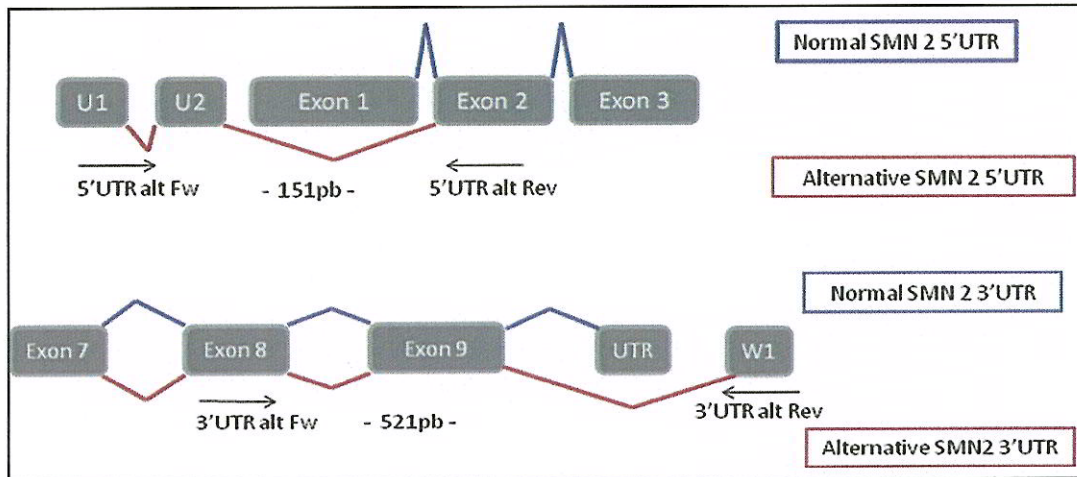 Normal SMN 2 5'UTR
U1 U2 Exon 1 Exon 2 Exon 3
5'UTR alt Fw - 151pb - 5'UTR alt Rev
Alternative SMN 2 5'UTR
Normal SMN 2 3'UTR
Exon 7 Exon 8 Exon 9 UTR W1
3'UTR alt Fw - 521pb - 3'UTR alt Rev
Alternative SMN2 3'UTR